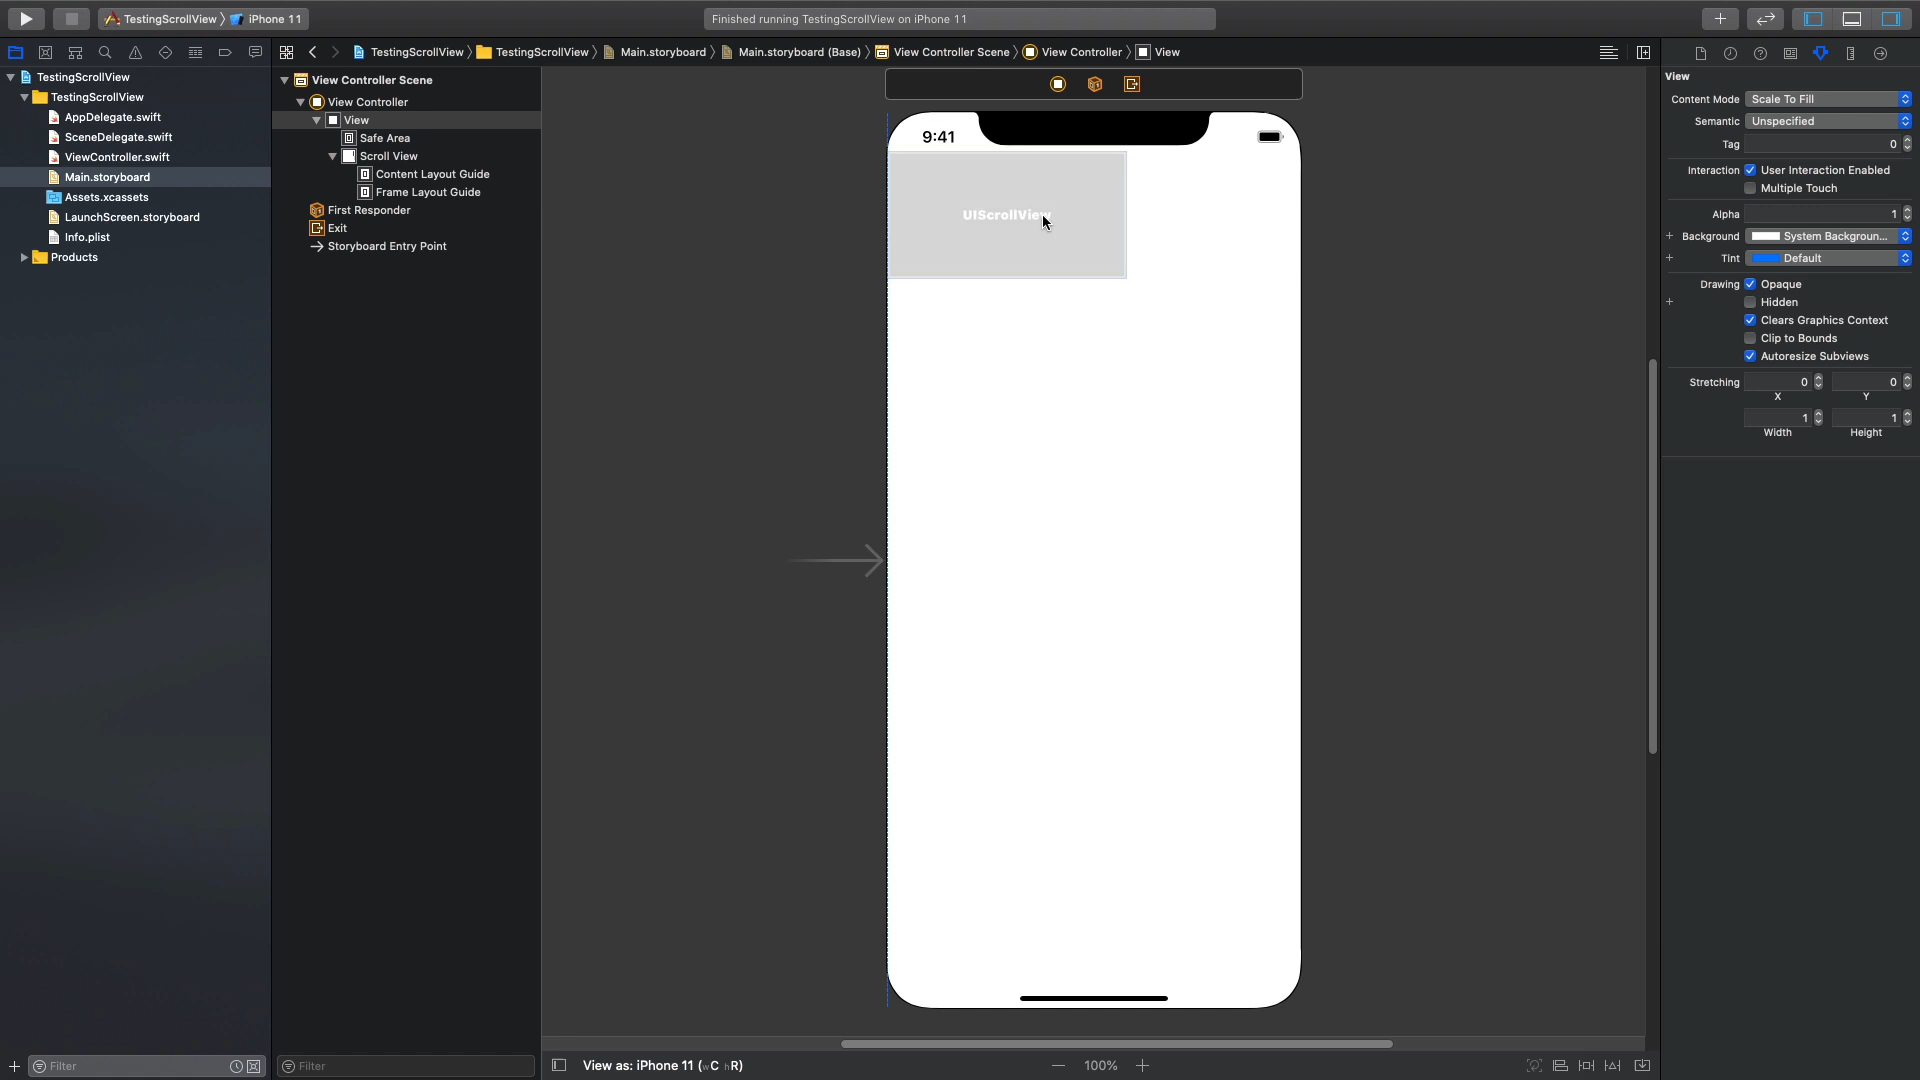 TestingScrollView
iPhone 11
Finished running TestingScrollView on iPhone 11
TestingScrollView
TestingScrollView
Main.storyboard
Main.storyboard (Base)
View Controller Scene
View Controller
View
TestingScrollView
TestingScrollView
AppDelegate.swift
SceneDelegate.swift
ViewController.swift
Main.storyboard
Assets.xcassets
LaunchScreen.storyboard
Info.plist
Products
Filter
View Controller Scene
View Controller
View
Safe Area
Scroll View
Content Layout Guide
Frame Layout Guide
First Responder
Exit
Storyboard Entry Point
Filter
9:41
UIScrollView
View as: iPhone 11 (wC hR)
100%
View
Content Mode Scale To Fill
Semantic Unspecified
Tag 0
Interaction User Interaction Enabled
Multiple Touch
Alpha 1
Background System Backgroun...
Tint Default
Drawing Opaque
Hidden
Clears Graphics Context
Clip to Bounds
Autoresize Subviews
Stretching 0 0
X Y
1 1
Width Height